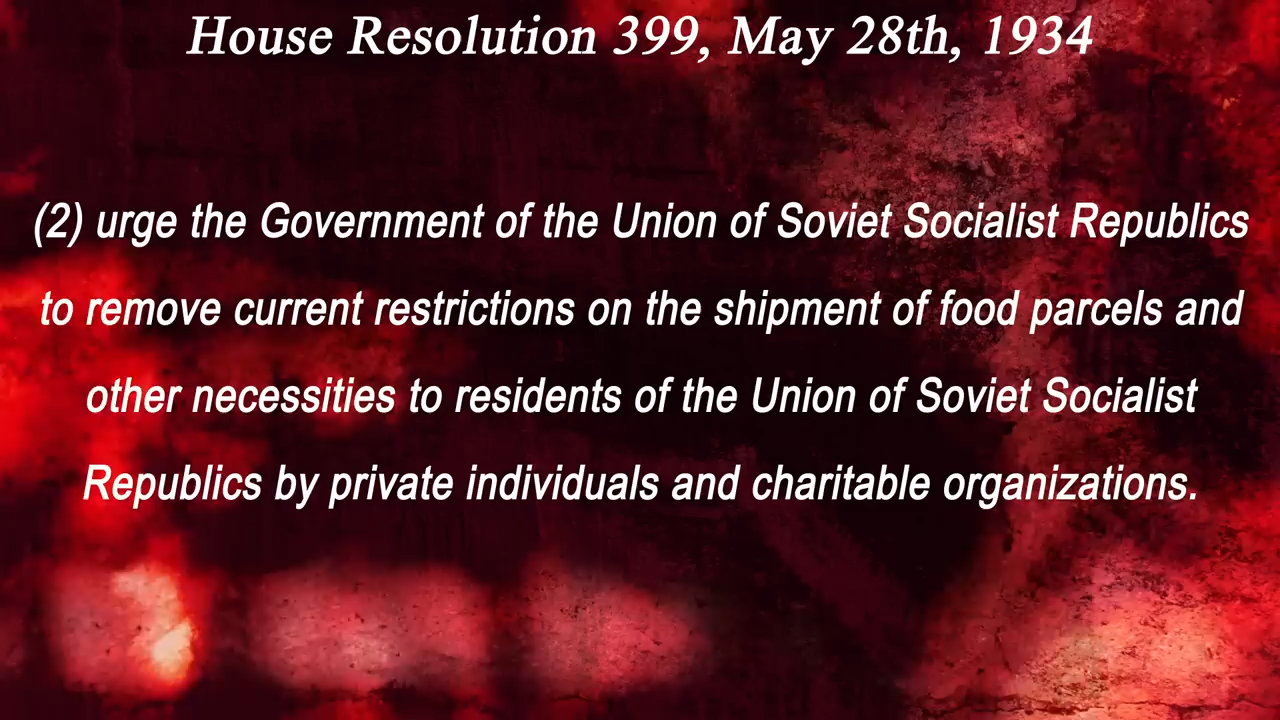 House Resolution 399, May 28th, 1934
(2) urge the Government of the Union of Soviet Socialist Republics
to remove current restrictions on the shipment of food parcels and
other necessities to residents of the Union of Soviet Socialist
Republics by private individuals and charitable organizations.